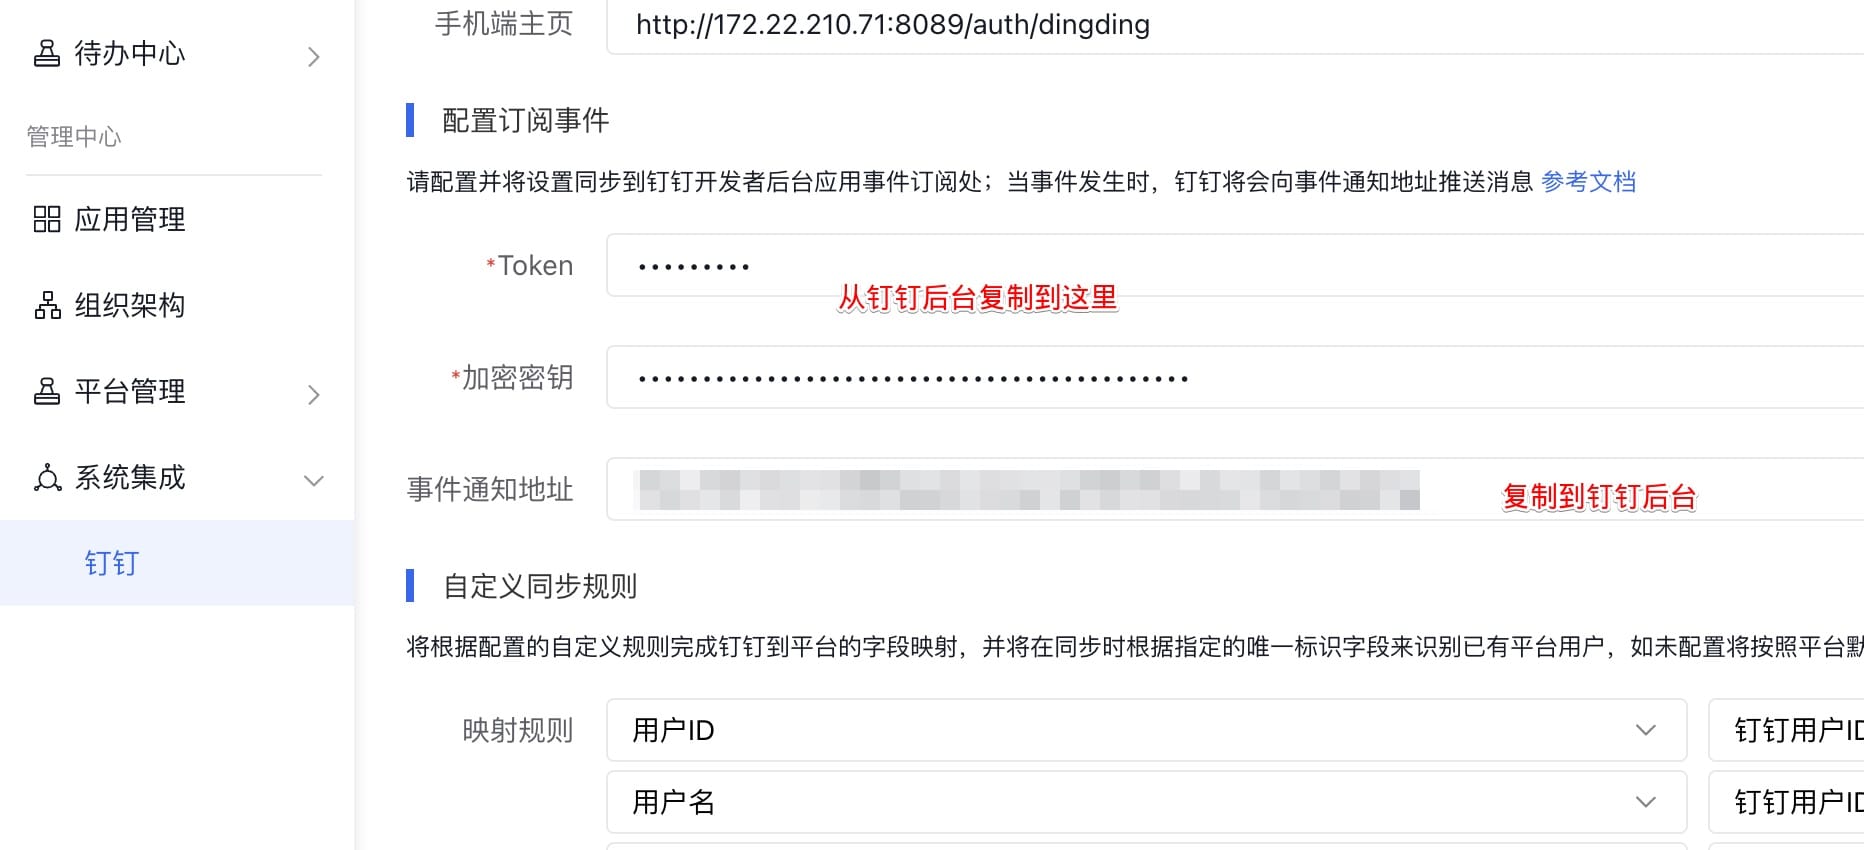 手机端主页
http://172.22.210.71:8089/auth/dingding
待办中心
管理中心
应用管理
组织架构
平台管理
系统集成
钉钉
配置订阅事件
请配置并将设置同步到钉钉开发者后台应用事件订阅处；当事件发生时，钉钉将会向事件通知地址推送消息 参考文档
*Token
•••••••••
从钉钉后台复制到这里
*加密密钥
•••••••••••••••••••••••••••••••••••••••••••
事件通知地址
复制到钉钉后台
自定义同步规则
将根据配置的自定义规则完成钉钉到平台的字段映射，并将在同步时根据指定的唯一标识字段来识别已有平台用户，如未配置将按照平台默
映射规则
用户ID
钉钉用户ID
用户名
钉钉用户ID